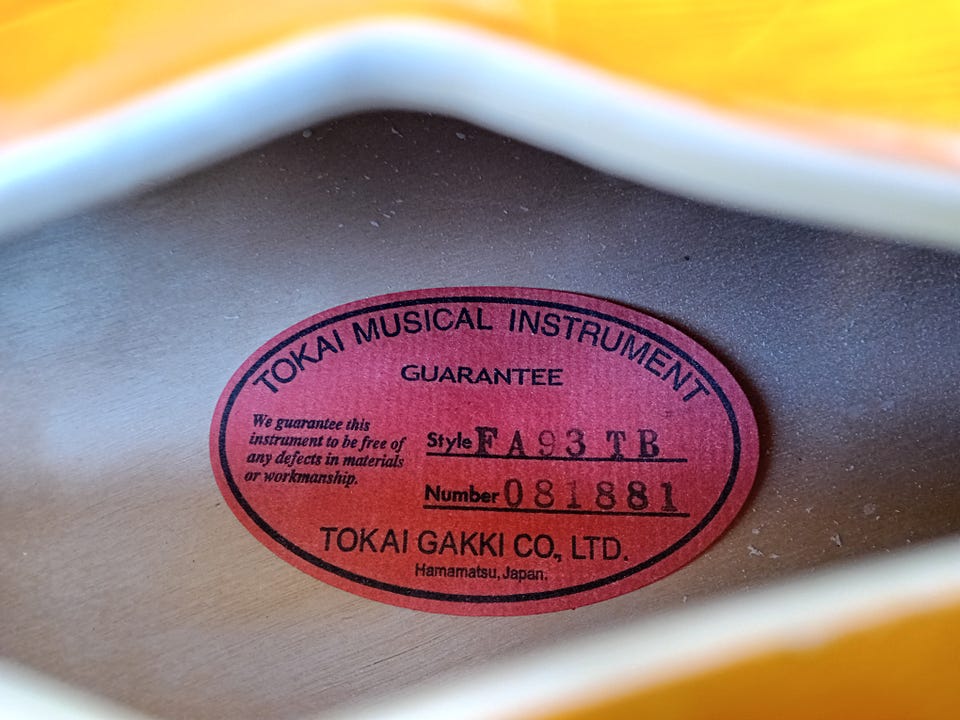 TOKAI MUSICAL INSTRUMENT
GUARANTEE
We guarantee this
instrument to be free of
any defects in materials
or workmanship.
Style FA93 TB
Number 081881
TOKAI GAKKI CO., LTD.
Hamamatsu, Japan.